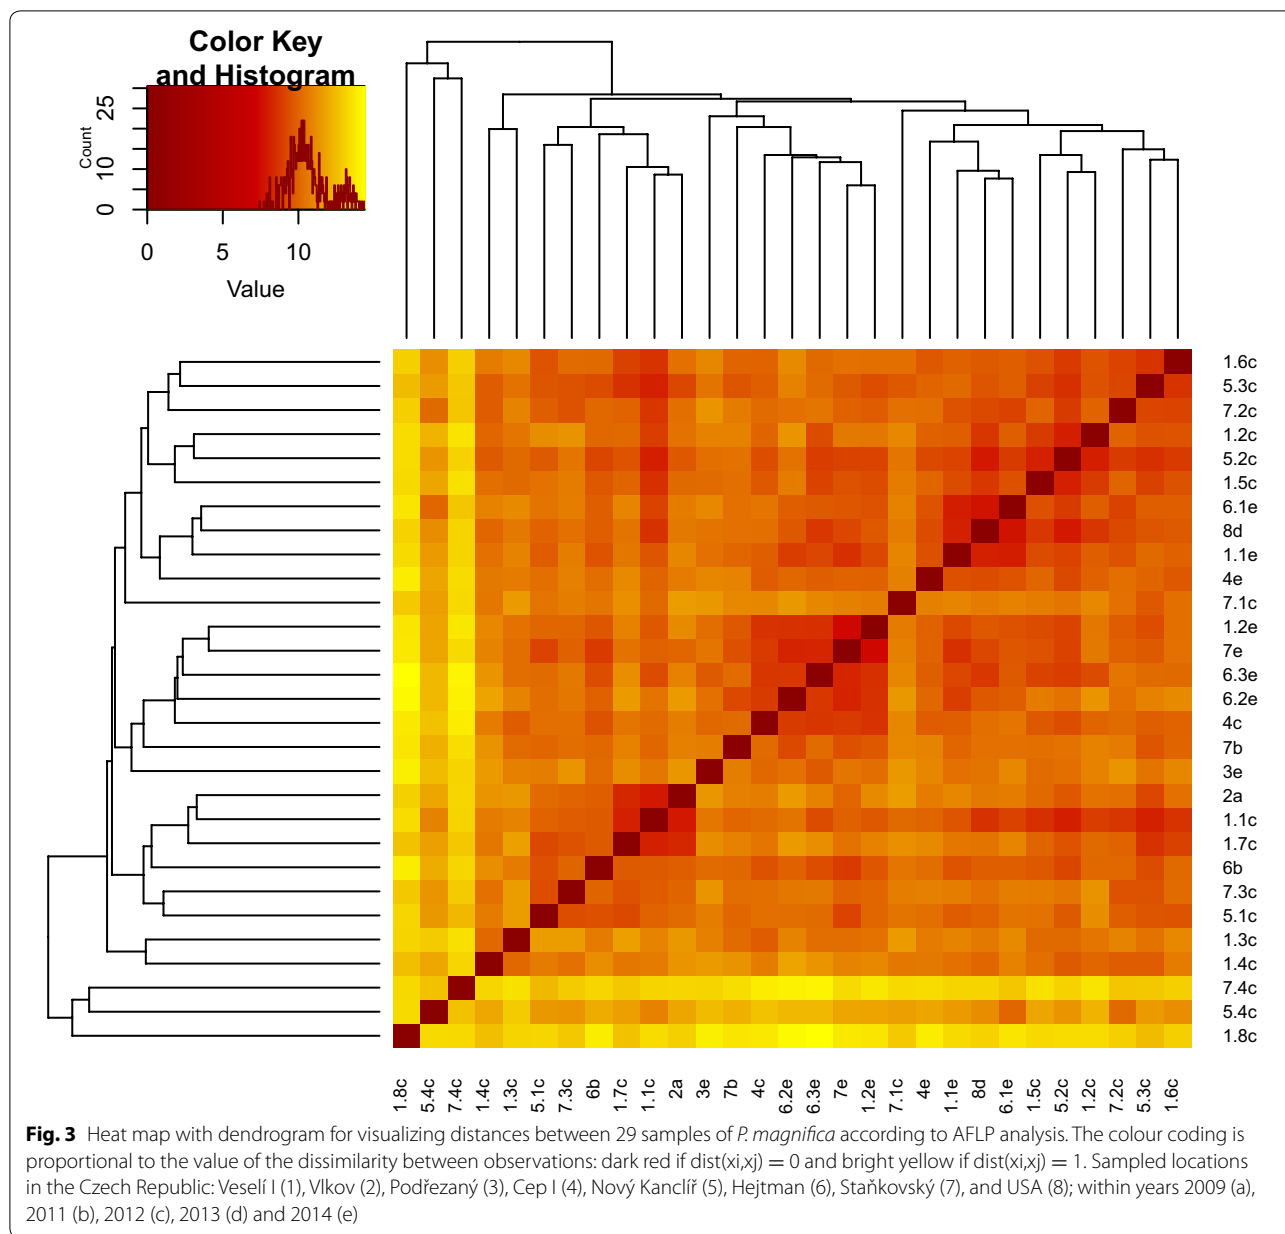 Color Key
and Histogram
Count
0 10 25
0 5 10
Value
1.6c
5.3c
7.2c
1.2c
5.2c
1.5c
6.1e
8d
1.1e
4e
7.1c
1.2e
7e
6.3e
6.2e
4c
7b
3e
2a
1.1c
1.7c
6b
7.3c
5.1c
1.3c
1.4c
7.4c
5.4c
1.8c
1.8c 5.4c 7.4c 1.4c 1.3c 5.1c 7.3c 6b 1.7c 1.1c 2a 3e 7b 4c 6.2e 6.3e 7e 1.2e 7.1c 4e 1.1e 8d 6.1e 1.5c 5.2c 1.2c 7.2c 5.3c 1.6c
Fig. 3 Heat map with dendrogram for visualizing distances between 29 samples of P. magnifica according to AFLP analysis. The colour coding is
proportional to the value of the dissimilarity between observations: dark red if dist(xi,xj) = 0 and bright yellow if dist(xi,xj) = 1. Sampled locations
in the Czech Republic: Veselí I (1), Vlkov (2), Podřezaný (3), Cep I (4), Nový Kanclíř (5), Hejtman (6), Staňkovský (7), and USA (8); within years 2009 (a),
2011 (b), 2012 (c), 2013 (d) and 2014 (e)